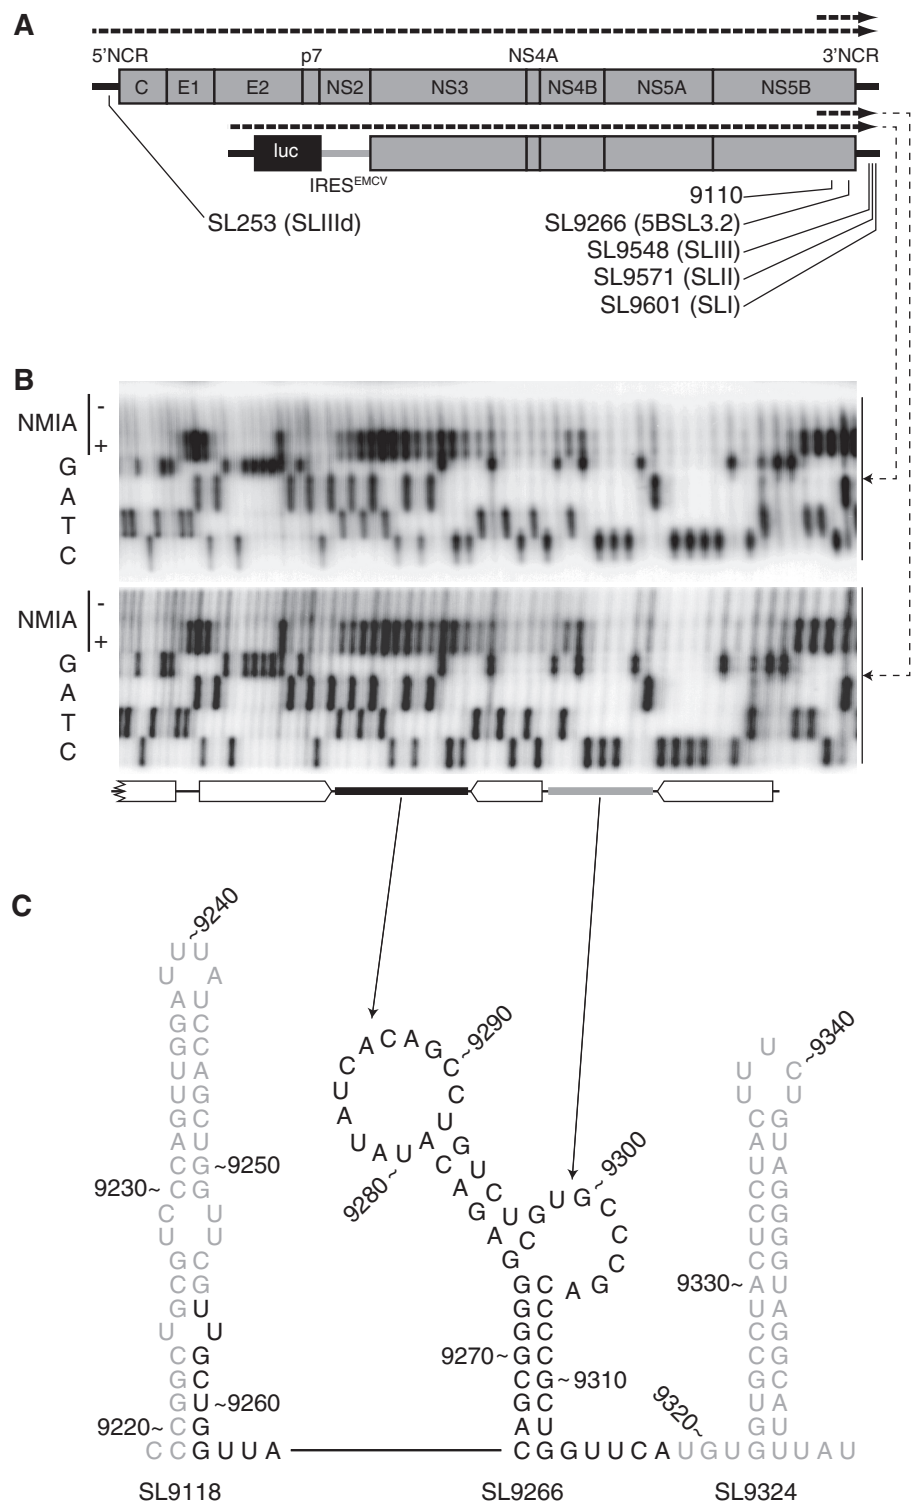 A
5'NCR
p7
NS4A
3'NCR
C E1 E2 NS2 NS3 NS4B NS5A NS5B
luc
IRES^EMCV
SL253 (SLIIId)
9110
SL9266 (5BSL3.2)
SL9548 (SLIII)
SL9571 (SLII)
SL9601 (SLI)
B
NMIA
-
+
G
A
T
C
NMIA
-
+
G
A
T
C
C
~9240
U U
U A
A U
G C
G C
U A
U G
G C
A U
C G ~9250
9230~ C G
C U
U U
G C
C G
G U
U U
C G
G C
G U ~9260
9220~ C G
C C G U U A
SL9118
C A G C G G G G G A G A C A U A U A U C A C A G C C U G U C U C G U G C C C G A C C C C G C U G G U U C A U G U G U U A U
9270~
9280~
~9290
~9300
~9310
9320~
SL9266
U
U C ~9340
U U
C G
A U
U A
C G
C G
U G
C G
9330~ A U
U A
C G
C G
G C
U A
G U
SL9324